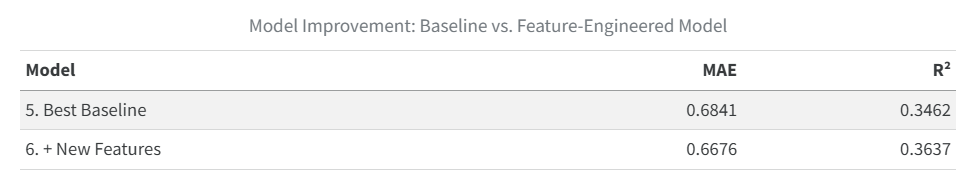 Model Improvement: Baseline vs. Feature-Engineered Model
Model MAE R²
5. Best Baseline 0.6841 0.3462
6. + New Features 0.6676 0.3637